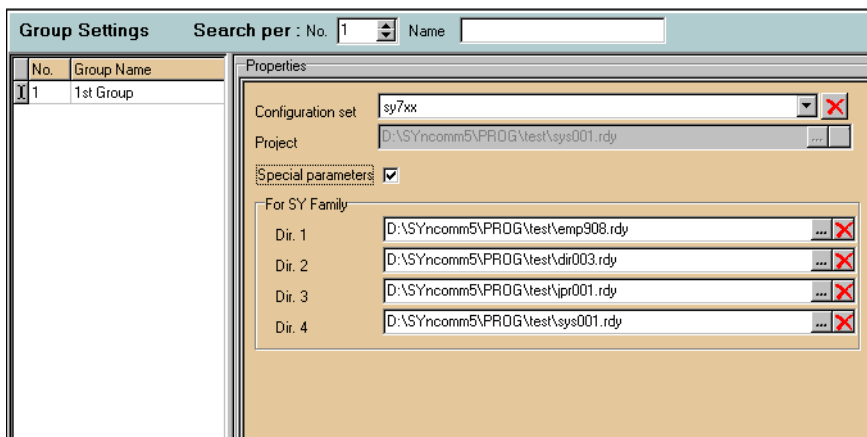 Group Settings Search per : No. 1 Name
No. Group Name
1 1st Group
Properties
Configuration set sy7xx
Project D:\SYncomm5\PROG\test\sys001.rdy ...
Special parameters
For SY Family
Dir. 1 D:\SYncomm5\PROG\test\emp908.rdy ...
Dir. 2 D:\SYncomm5\PROG\test\dir003.rdy ...
Dir. 3 D:\SYncomm5\PROG\test\jpr001.rdy ...
Dir. 4 D:\SYncomm5\PROG\test\sys001.rdy ...